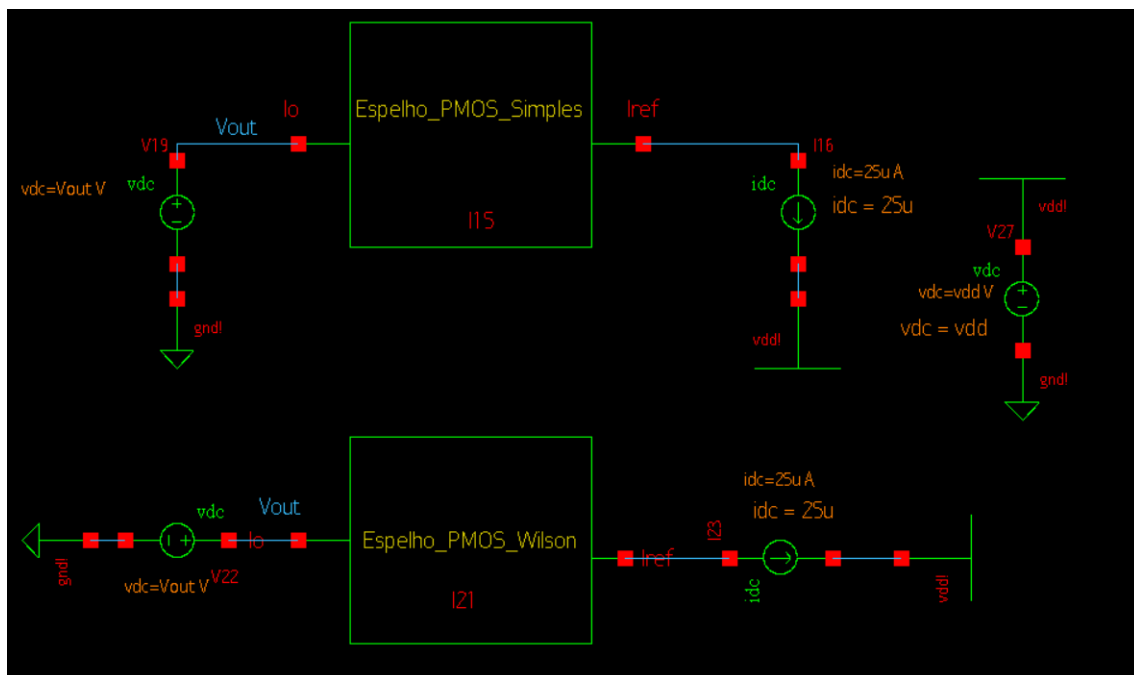 Espelho_PMOS_Simples
Io
Iref
Vout
V19
vdc
vdc=Vout V
I15
gnd!
I16
idc=25u A
idc
idc = 25u
vdd!
vdd!
V27
vdc
vdc=vdd V
vdc = vdd
gnd!
Espelho_PMOS_Wilson
Vout
vdc
Io
gnd!
vdc=Vout V
V22
I21
idc=25u A
idc = 25u
I23
Iref
idc
vdd!